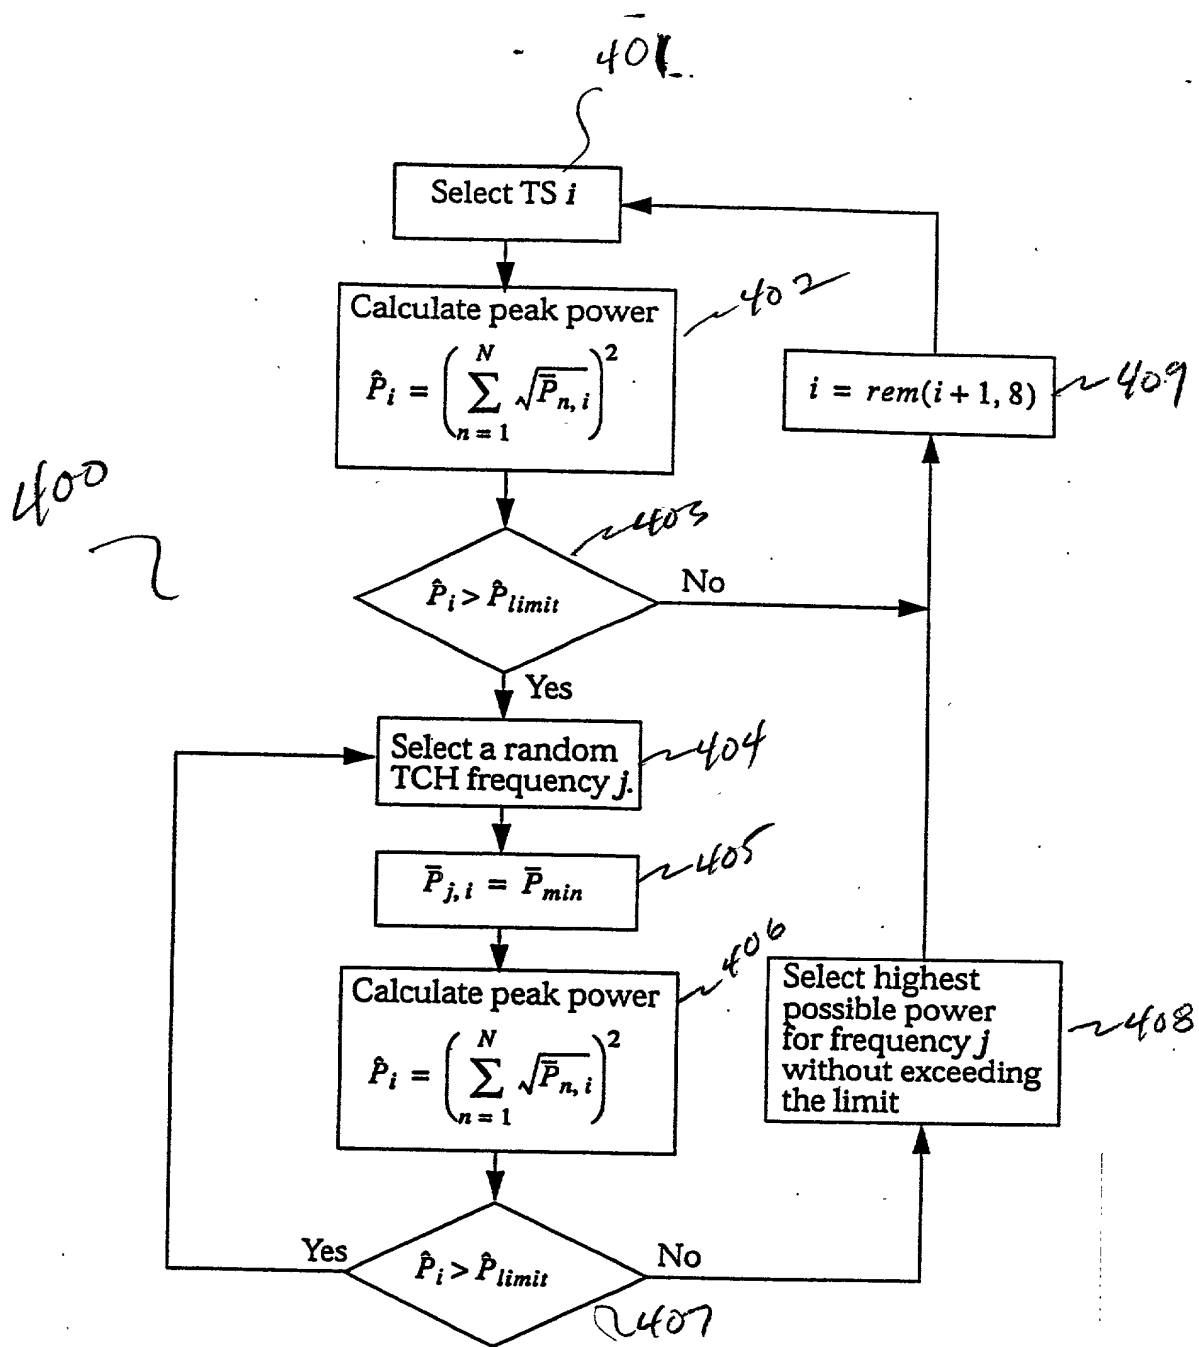 401
Select TS i
Calculate peak power
P̂i = (∑ n = 1 N √P̄n, i)²
402
i = rem(i + 1, 8)
409
400
403
P̂i > P̂limit
No
Yes
Select a random
TCH frequency j.
404
P̄j, i = P̄min
405
406
Calculate peak power
P̂i = (∑ n = 1 N √P̄n, i)²
Select highest
possible power
for frequency j
without exceeding
the limit
408
Yes
P̂i > P̂limit
No
407